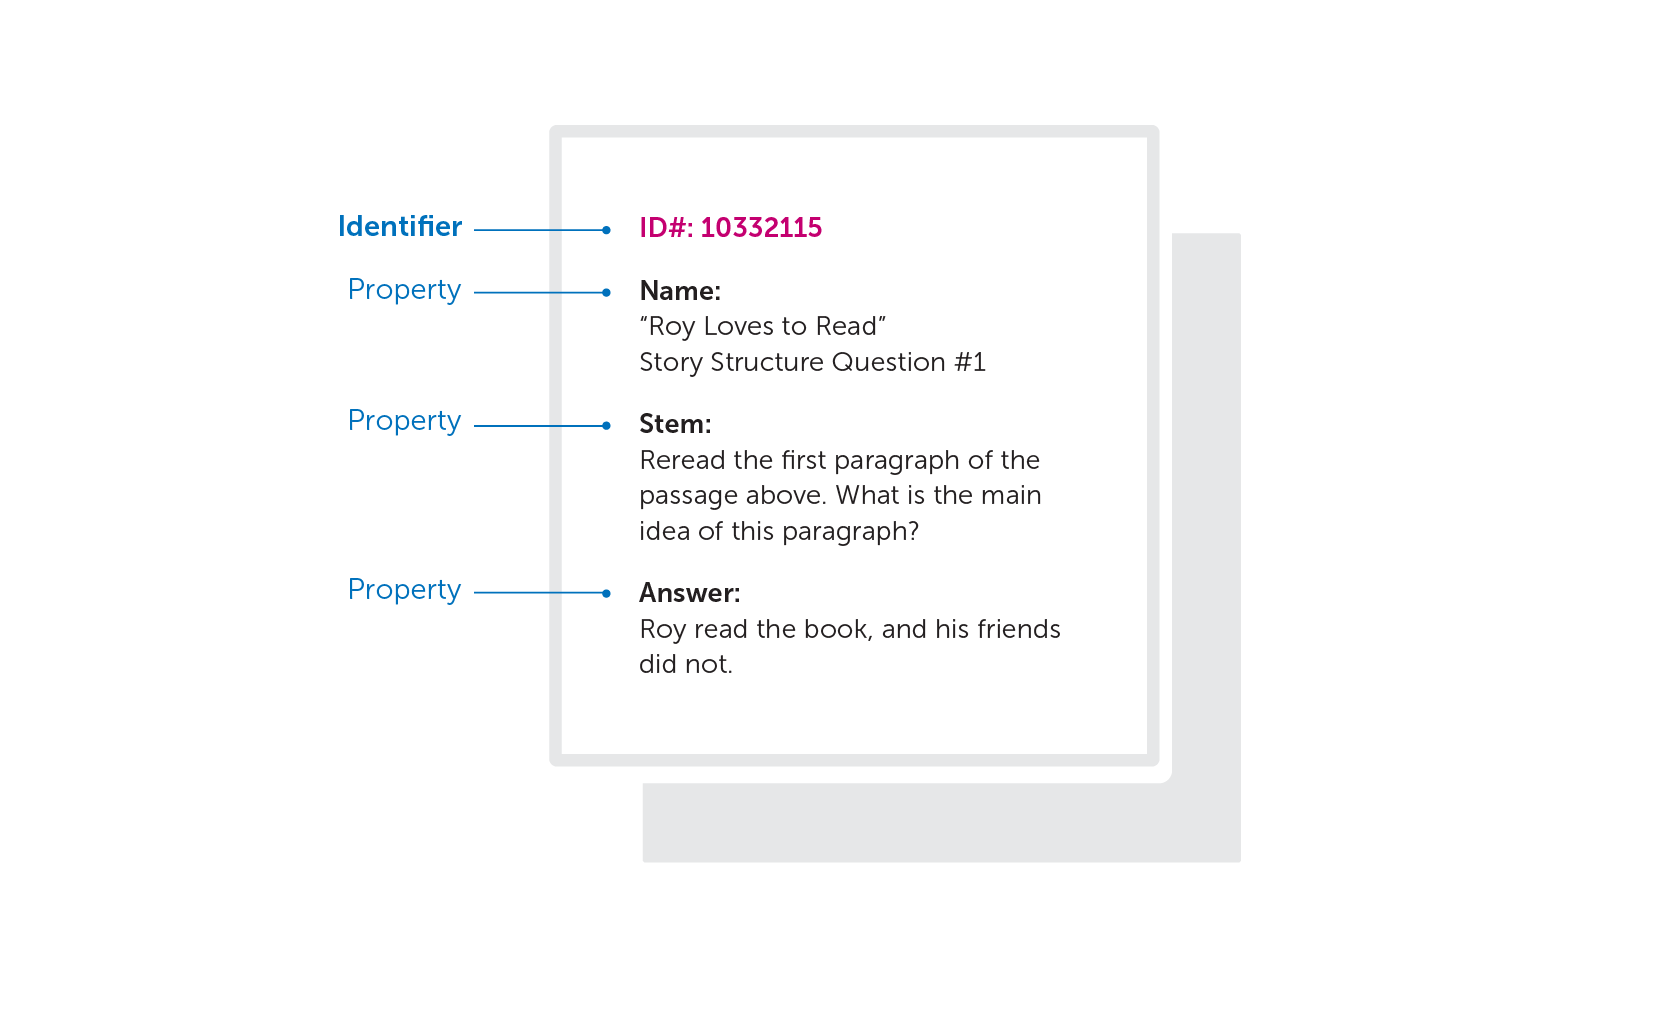 Identifier
ID#: 10332115
Property
Name:
“Roy Loves to Read”
Story Structure Question #1
Property
Stem:
Reread the first paragraph of the
passage above. What is the main
idea of this paragraph?
Property
Answer:
Roy read the book, and his friends
did not.